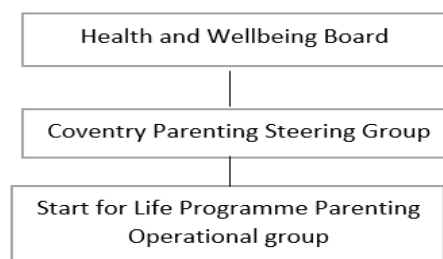 Health and Wellbeing Board
Coventry Parenting Steering Group
Start for Life Programme Parenting
Operational group